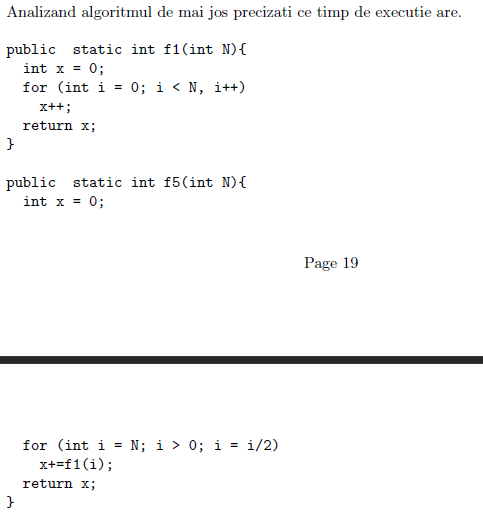 Analizand algoritmul de mai jos precizati ce timp de executie are.
public  static int f1(int N){
  int x = 0;
  for (int i = 0; i < N, i++)
    x++;
  return x;
}
public  static int f5(int N){
  int x = 0;
Page 19
  for (int i = N; i > 0; i = i/2)
    x+=f1(i);
  return x;
}